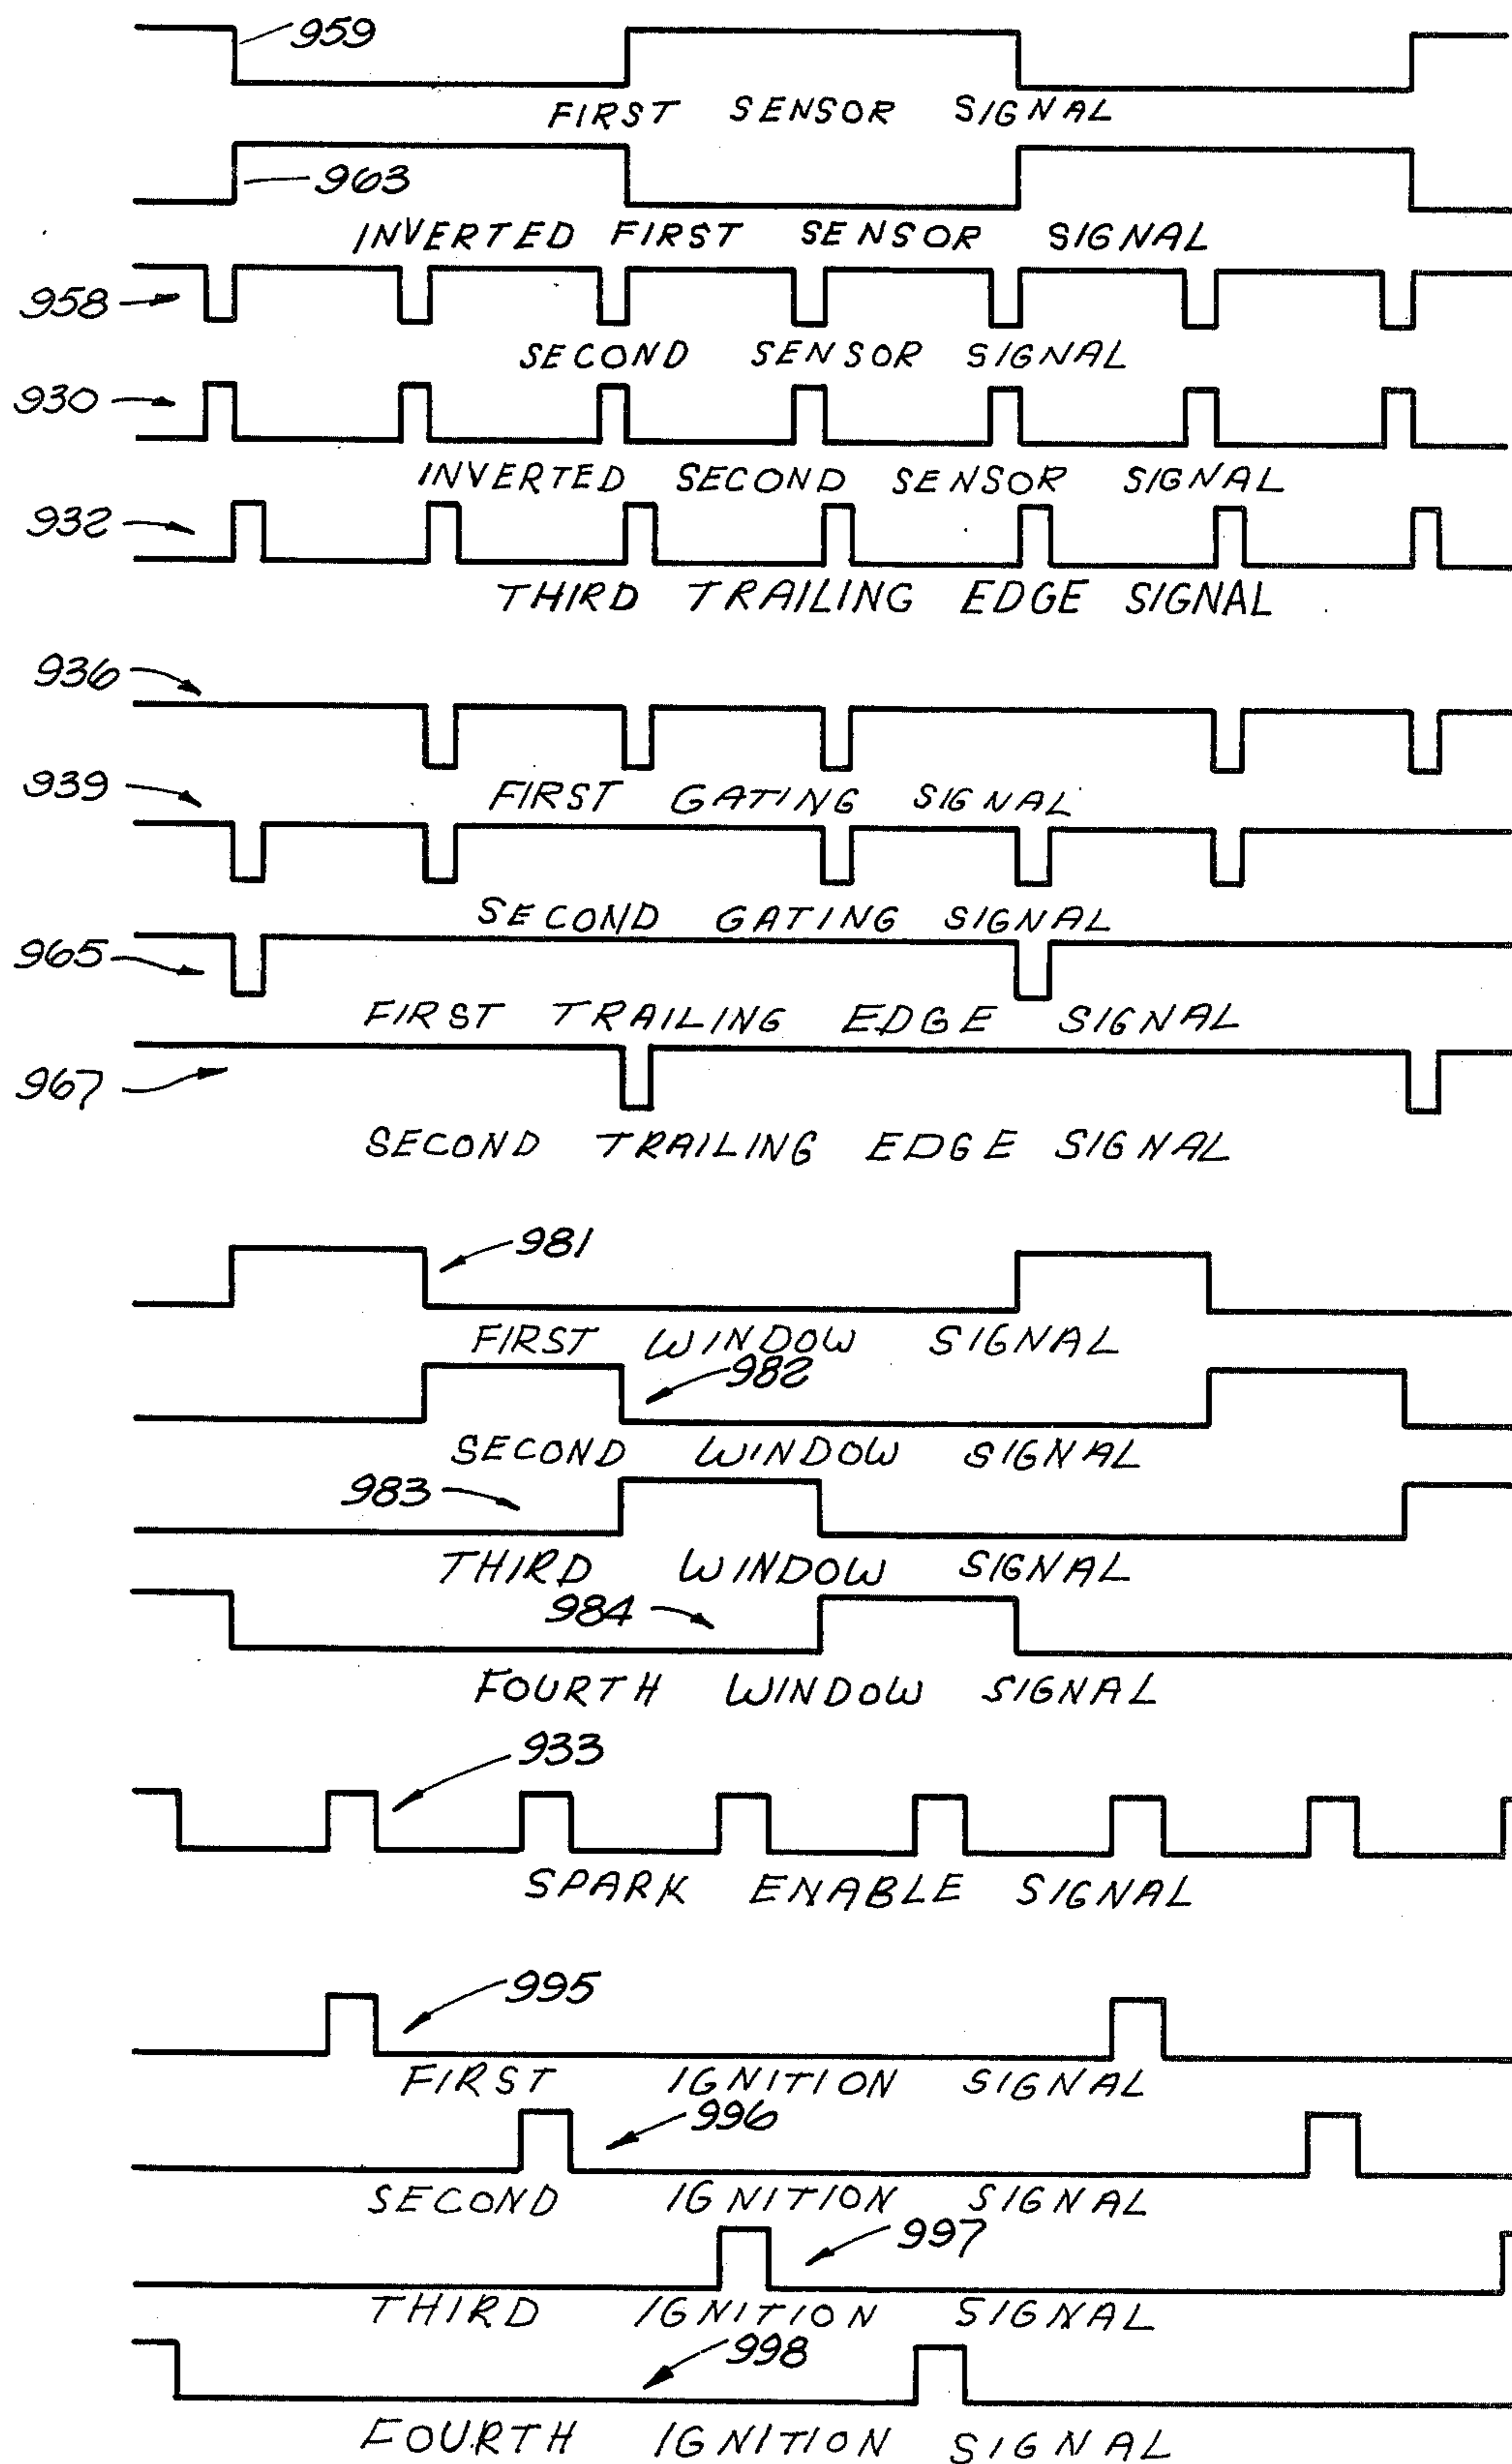 959
FIRST SENSOR SIGNAL
963
INVERTED FIRST SENSOR SIGNAL
958
SECOND SENSOR SIGNAL
930
INVERTED SECOND SENSOR SIGNAL
932
THIRD TRAILING EDGE SIGNAL
936
FIRST GATING SIGNAL
939
SECOND GATING SIGNAL
965
FIRST TRAILING EDGE SIGNAL
967
SECOND TRAILING EDGE SIGNAL
981
FIRST WINDOW SIGNAL
982
SECOND WINDOW SIGNAL
983
THIRD WINDOW SIGNAL
984
FOURTH WINDOW SIGNAL
933
SPARK ENABLE SIGNAL
995
FIRST IGNITION SIGNAL
996
SECOND IGNITION SIGNAL
997
THIRD IGNITION SIGNAL
998
FOURTH IGNITION SIGNAL